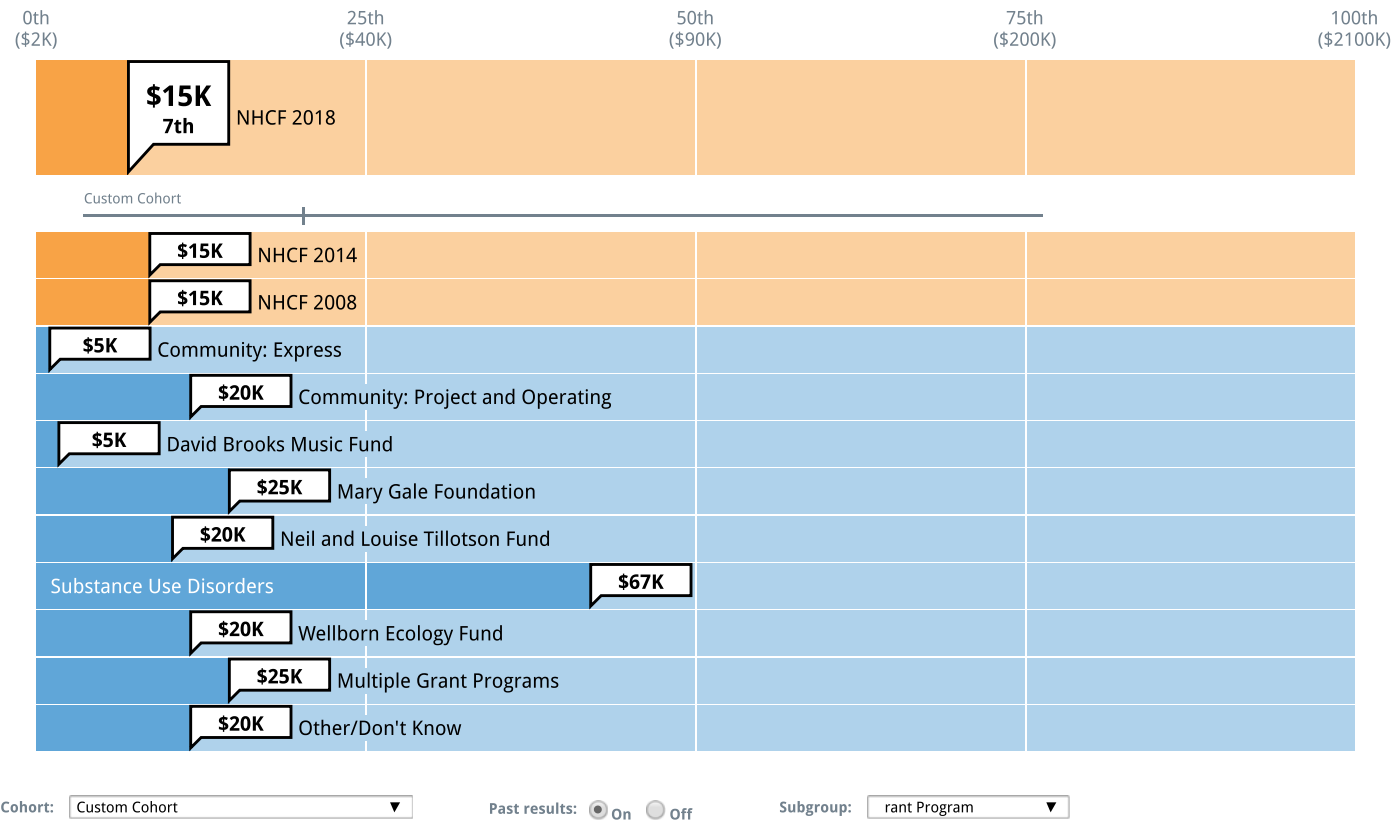 0th 25th 50th 75th 100th
($2K) ($40K) ($90K) ($200K) ($2100K)
$15K
7th
NHCF 2018
Custom Cohort
$15K NHCF 2014
$15K NHCF 2008
$5K Community: Express
$20K Community: Project and Operating
$5K David Brooks Music Fund
$25K Mary Gale Foundation
$20K Neil and Louise Tillotson Fund
Substance Use Disorders $67K
$20K Wellborn Ecology Fund
$25K Multiple Grant Programs
$20K Other/Don't Know
Cohort: Custom Cohort ▼ Past results: On Off Subgroup: rant Program ▼